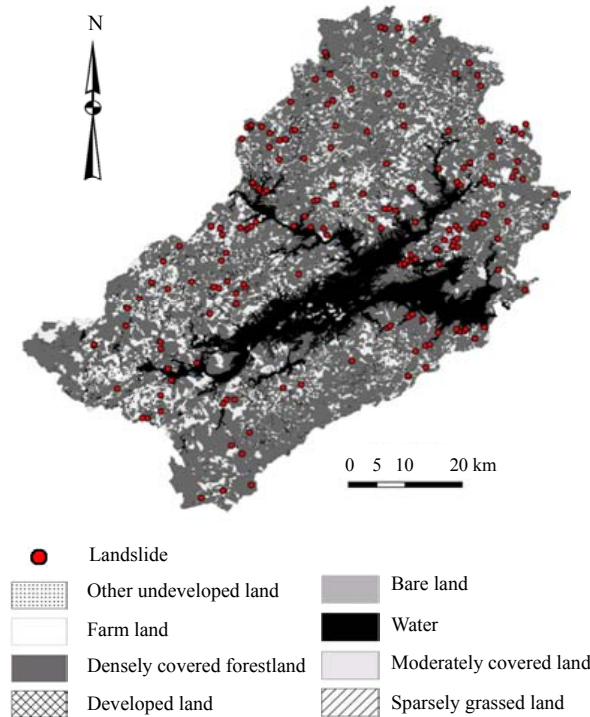 N
0 5 10 20 km
Landslide
Other undeveloped land
Bare land
Farm land
Water
Densely covered forestland
Moderately covered land
Developed land
Sparsely grassed land